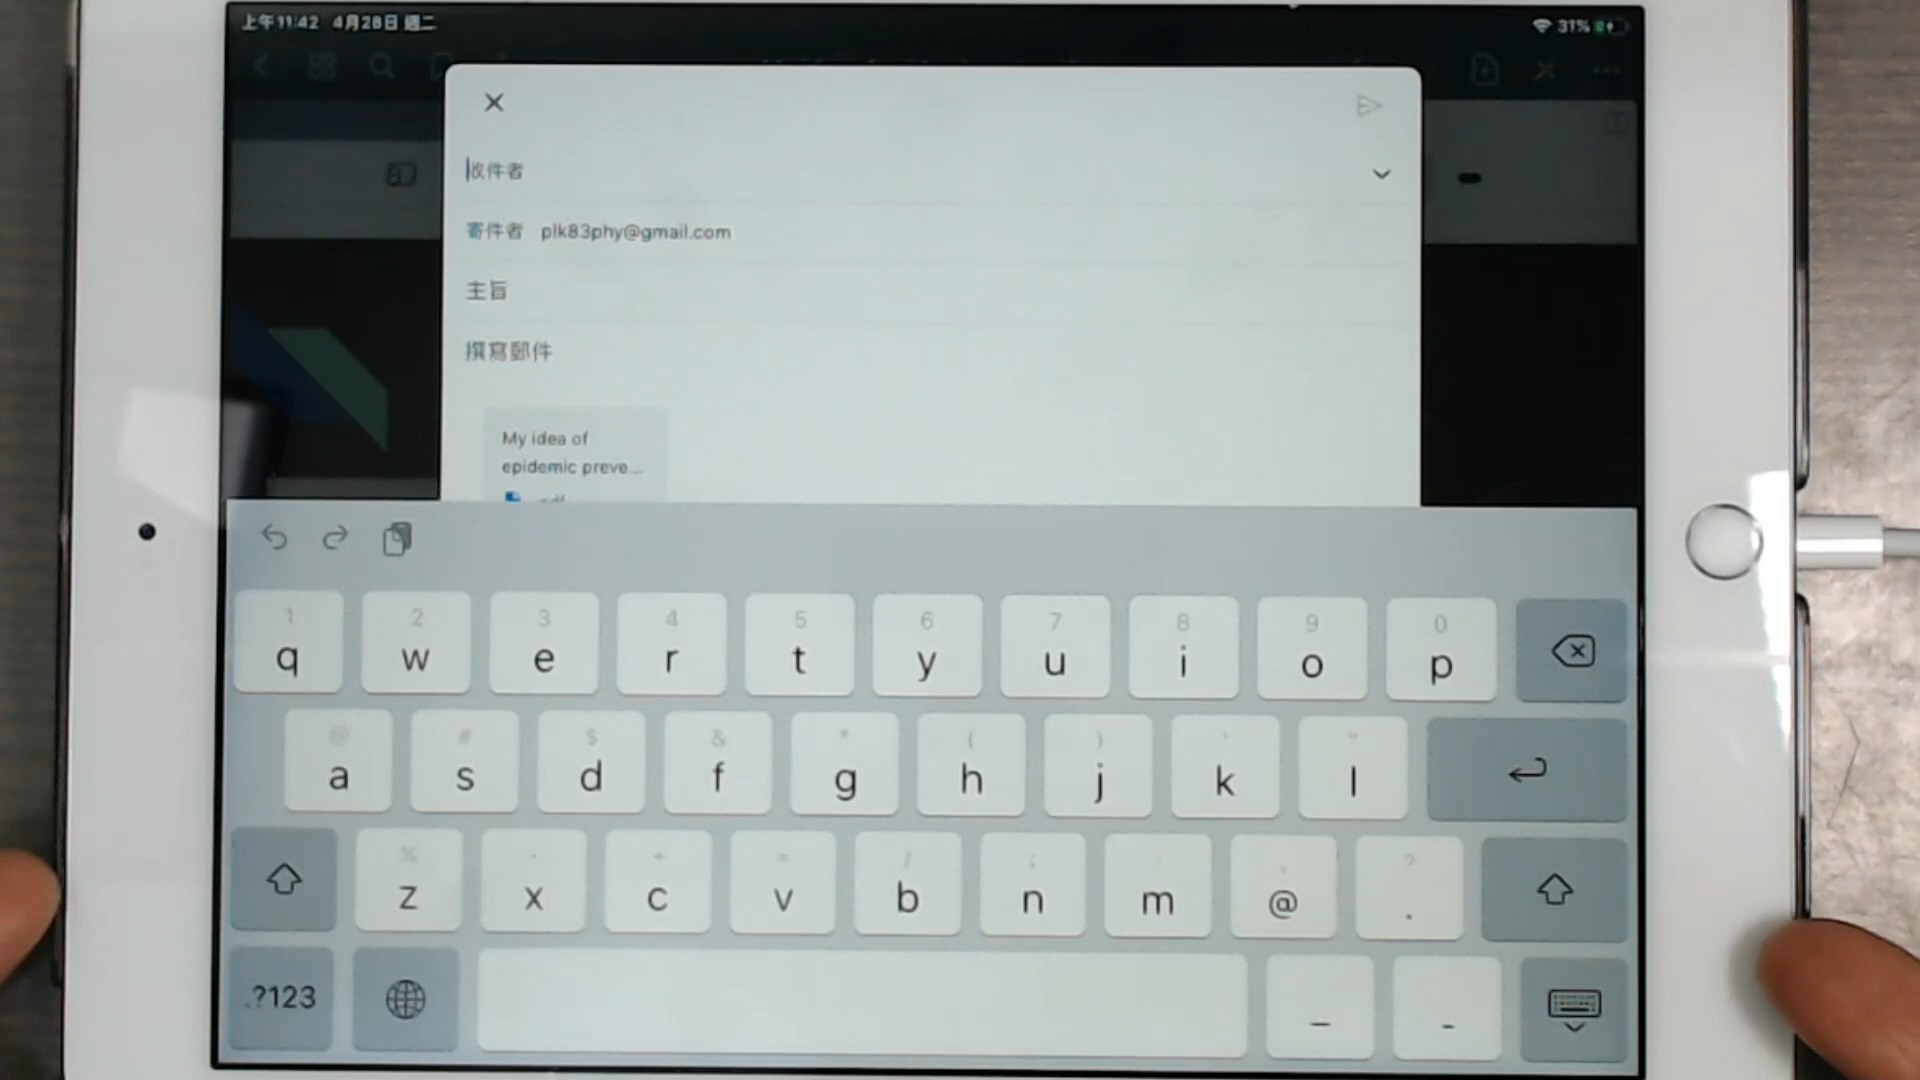 上午11:42 4月28日 週二
31%
收件者
寄件者 plk83phy@gmail.com
主旨
撰寫郵件
My idea of
epidemic preve...
1 2 3 4 5 6 7 8 9 0
q w e r t y u i o p
@ # $ & * ( ) ' "
a s d f g h j k l
% - + = / ; ?
z x c v b n m @ .
.?123 _ -